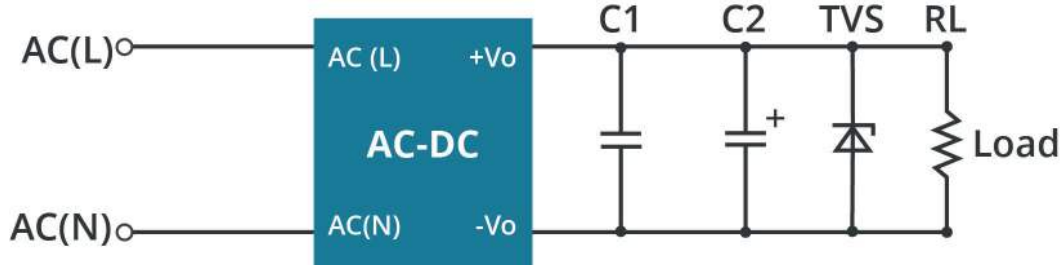 C1 C2 TVS RL
AC(L) AC (L) +Vo
AC-DC + Load
AC(N) AC(N) -Vo